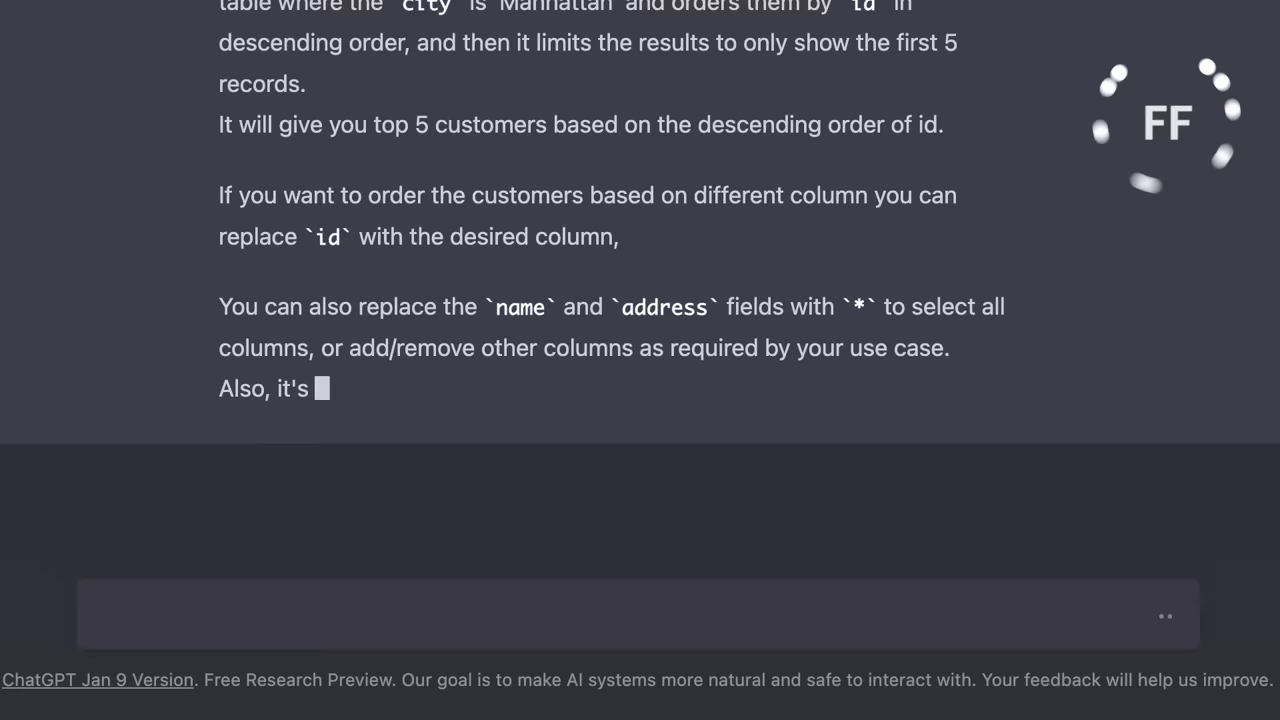 table where the `city` is 'Manhattan' and orders them by `id` in
descending order, and then it limits the results to only show the first 5
records.
It will give you top 5 customers based on the descending order of id.
If you want to order the customers based on different column you can
replace `id` with the desired column,
You can also replace the `name` and `address` fields with `*` to select all
columns, or add/remove other columns as required by your use case.
Also, it's
FF
ChatGPT Jan 9 Version. Free Research Preview. Our goal is to make AI systems more natural and safe to interact with. Your feedback will help us improve.